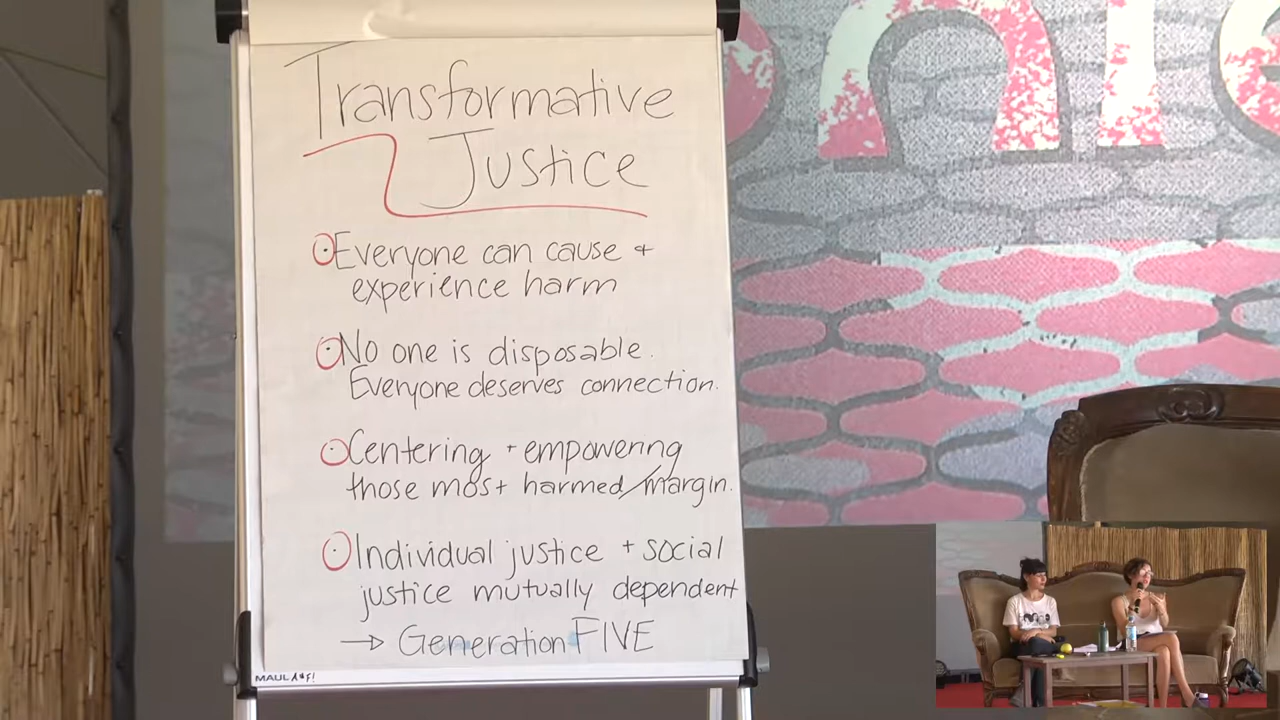 Transformative
Justice
Everyone can cause +
experience harm
No one is disposable.
Everyone deserves connection.
Centering + empowering
those most harmed/margin.
Individual justice + social
justice mutually dependent
→ Generation FIVE
MAUL